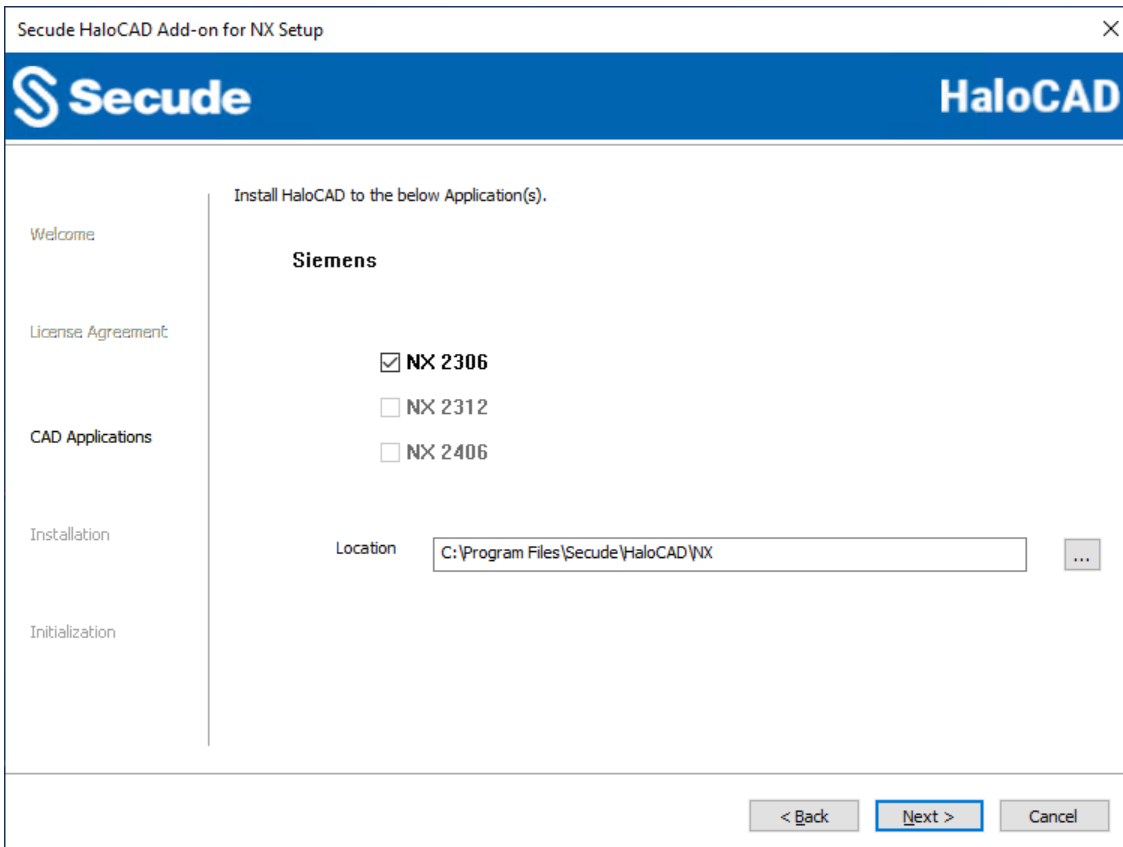 Secude HaloCAD Add-on for NX Setup
Secude
HaloCAD
Install HaloCAD to the below Application(s).
Welcome
Siemens
License Agreement
NX 2306
NX 2312
CAD Applications
NX 2406
Installation
Location
C:\Program Files\Secude\HaloCAD\NX
...
Initialization
< Back
Next >
Cancel